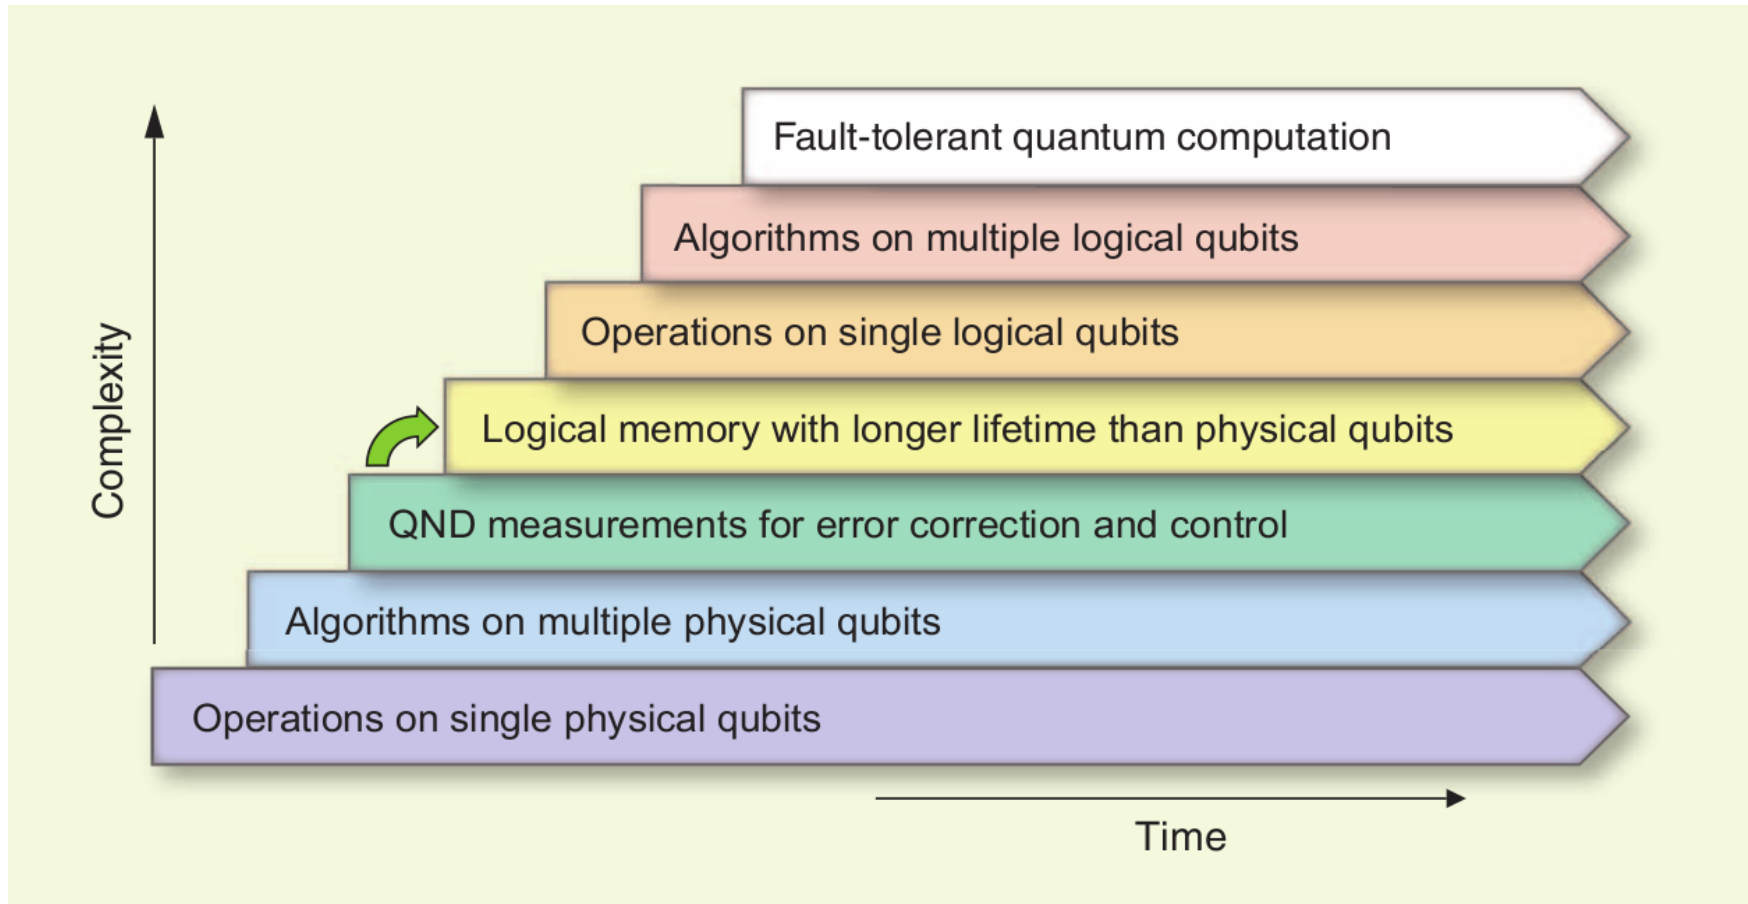 Fault-tolerant quantum computation
Algorithms on multiple logical qubits
Operations on single logical qubits
Logical memory with longer lifetime than physical qubits
QND measurements for error correction and control
Algorithms on multiple physical qubits
Operations on single physical qubits
Complexity
Time